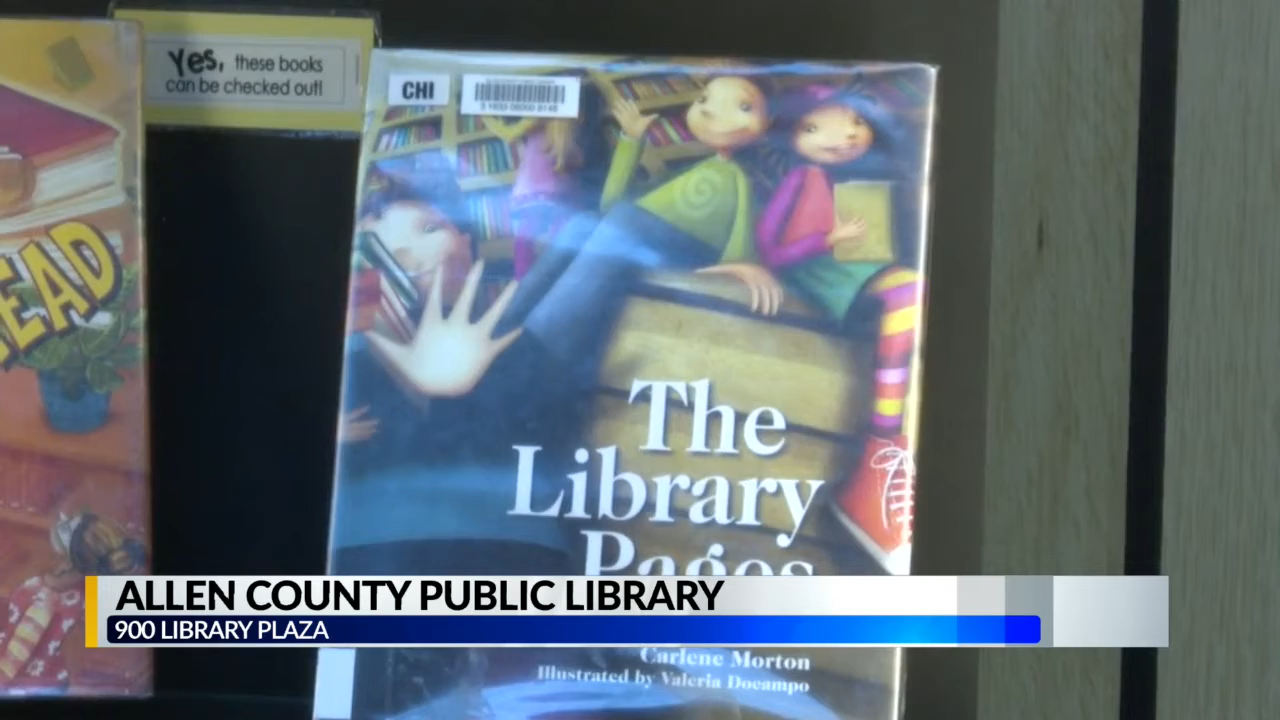 Yes, these books
can be checked out!
CHI
EAD
The
Library
Pages
ALLEN COUNTY PUBLIC LIBRARY
900 LIBRARY PLAZA
Carlene Morton
Illustrated by Valeria Docampo